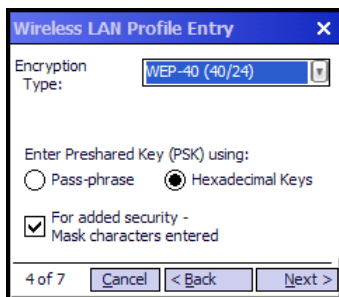 Wireless LAN Profile Entry X
Encryption Type: WEP-40 (40/24)
Enter Preshared Key (PSK) using:
Pass-phrase Hexadecimal Keys
For added security -
Mask characters entered
4 of 7 Cancel < Back Next >